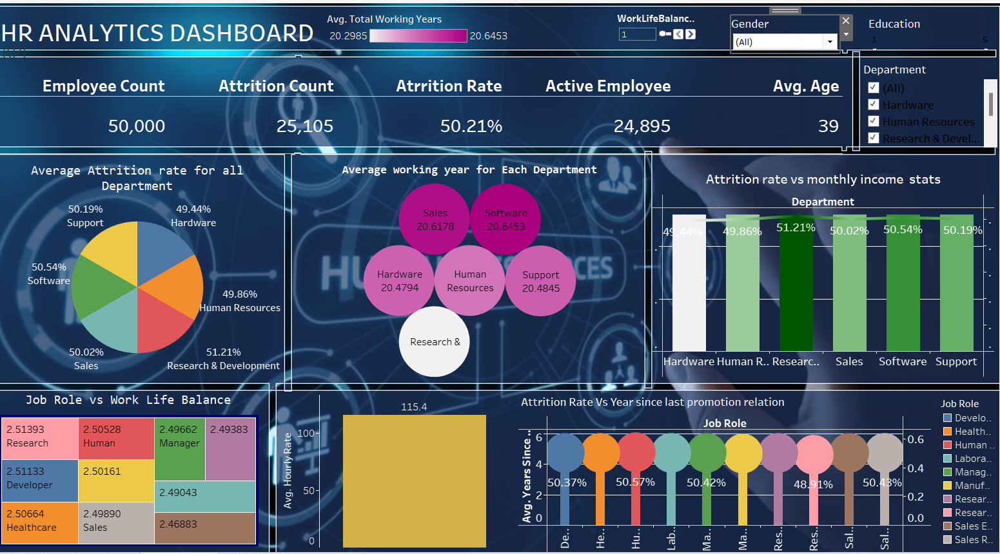 HR ANALYTICS DASHBOARD
Avg. Total Working Years
20.2985
20.6453
WorkLifeBalanc..
1
Gender
(All)
Education
1
5
Employee Count
Attrition Count
Atrrition Rate
Active Employee
Avg. Age
50,000
25,105
50.21%
24,895
39
Department
(All)
Hardware
Human Resources
Research & Devel...
Average Attrition rate for all
Department
50.19%
Support
49.44%
Hardware
50.54%
Software
49.86%
Human Resources
50.02%
Sales
51.21%
Research & Development
Average working year for Each Department
Sales
20.6178
Software
20.6453
Hardware
20.4794
Human
Resources
Support
20.4845
Research &
HUMAN RESOURCES
Attrition rate vs monthly income stats
Department
49.44%
49.86%
51.21%
50.02%
50.54%
50.19%
Hardware
Human R..
Researc..
Sales
Software
Support
Job Role vs Work Life Balance
2.51393
Research
2.50528
Human
2.49662
Manager
2.49383
2.51133
Developer
2.50161
2.49043
2.50664
Healthcare
2.49890
Sales
2.46883
Avg. Hourly Rate
100
50
0
115.4
Attrition Rate Vs Year since last promotion relation
Job Role
Avg. Years Since ..
6
4
2
0
50.37%
50.57%
50.42%
48.91%
50.43%
0.6
0.4
0.2
0.0
De..
He..
Hu..
Lab..
Ma..
Ma..
Res..
Res..
Sal..
Sal..
Job Role
Develo..
Health..
Human ..
Labora..
Manag..
Manuf..
Resear..
Resear..
Sales E..
Sales R..